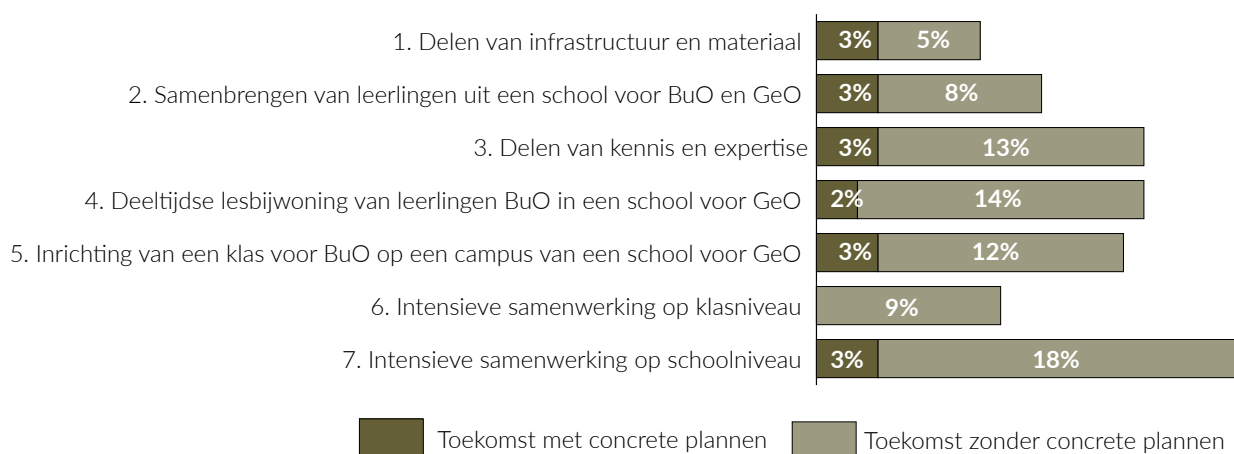 1. Delen van infrastructuur en materiaal 3% 5%
2. Samenbrengen van leerlingen uit een school voor BuO en GeO 3% 8%
3. Delen van kennis en expertise 3% 13%
4. Deeltijdse lesbijwoning van leerlingen BuO in een school voor GeO 2% 14%
5. Inrichting van een klas voor BuO op een campus van een school voor GeO 3% 12%
6. Intensieve samenwerking op klasniveau 9%
7. Intensieve samenwerking op schoolniveau 3% 18%
Toekomst met concrete plannen Toekomst zonder concrete plannen